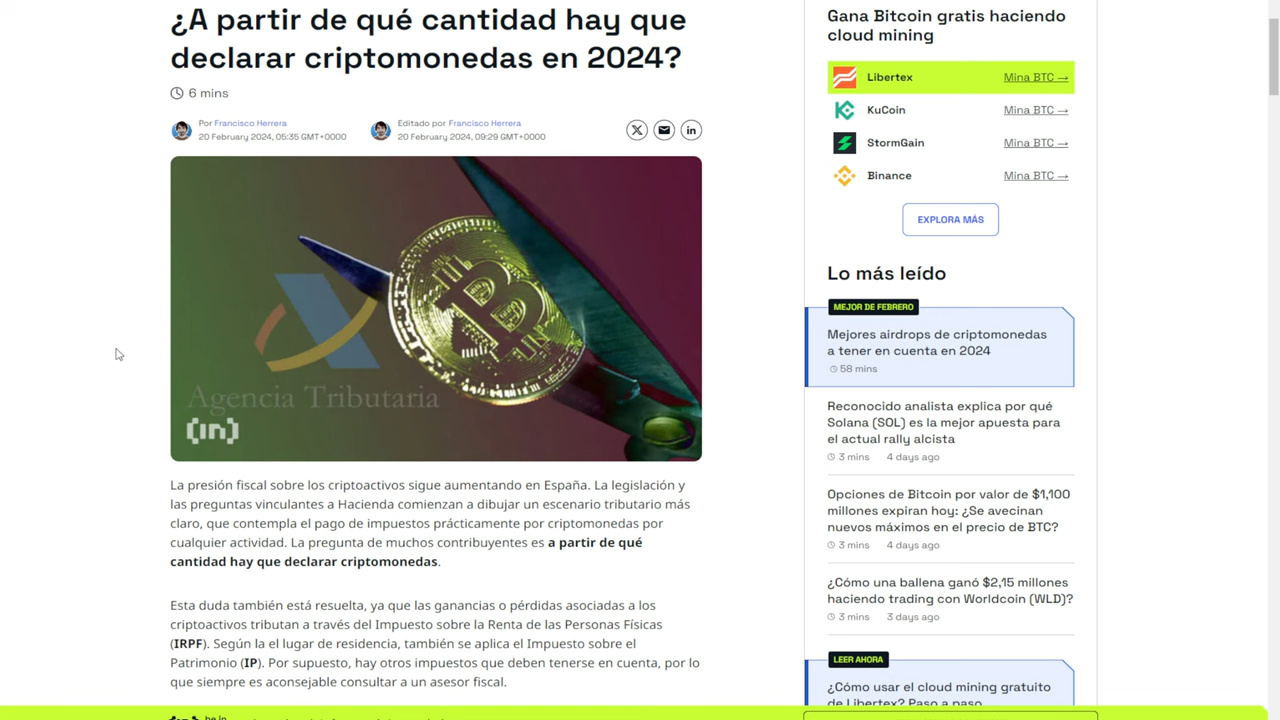 ¿A partir de qué cantidad hay que
declarar criptomonedas en 2024?
6 mins
Por Francisco Herrera
20 February 2024, 05:35 GMT+0000
Editado por Francisco Herrera
20 February 2024, 09:29 GMT+0000
Agencia Tributaria
(in)
La presión fiscal sobre los criptoactivos sigue aumentando en España. La legislación y
las preguntas vinculantes a Hacienda comienzan a dibujar un escenario tributario más
claro, que contempla el pago de impuestos prácticamente por criptomonedas por
cualquier actividad. La pregunta de muchos contribuyentes es a partir de qué
cantidad hay que declarar criptomonedas.
Esta duda también está resuelta, ya que las ganancias o pérdidas asociadas a los
criptoactivos tributan a través del Impuesto sobre la Renta de las Personas Físicas
(IRPF). Según la el lugar de residencia, también se aplica el Impuesto sobre el
Patrimonio (IP). Por supuesto, hay otros impuestos que deben tenerse en cuenta, por lo
que siempre es aconsejable consultar a un asesor fiscal.
Gana Bitcoin gratis haciendo
cloud mining
Libertex Mina BTC →
KuCoin Mina BTC →
StormGain Mina BTC →
Binance Mina BTC →
EXPLORA MÁS
Lo más leído
MEJOR DE FEBRERO
Mejores airdrops de criptomonedas
a tener en cuenta en 2024
58 mins
Reconocido analista explica por qué
Solana (SOL) es la mejor apuesta para
el actual rally alcista
3 mins 4 days ago
Opciones de Bitcoin por valor de $1,100
millones expiran hoy: ¿Se avecinan
nuevos máximos en el precio de BTC?
3 mins 4 days ago
¿Cómo una ballena ganó $2,15 millones
haciendo trading con Worldcoin (WLD)?
3 mins 3 days ago
LEER AHORA
¿Cómo usar el cloud mining gratuito
de Libertex? Paso a paso